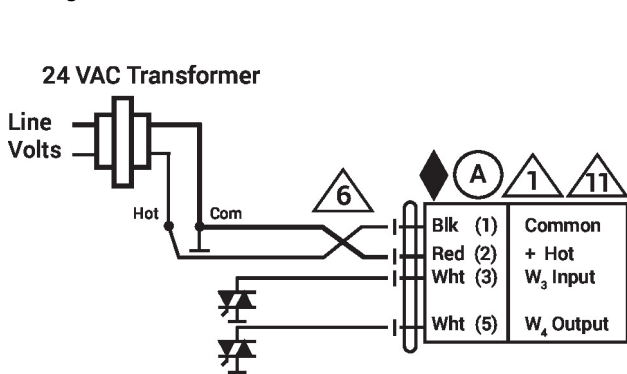 24 VAC Transformer
Line
Volts
Hot
Com
6
A
1
11
Blk (1) Common
Red (2) + Hot
Wht (3) W3 Input
Wht (5) W4 Output